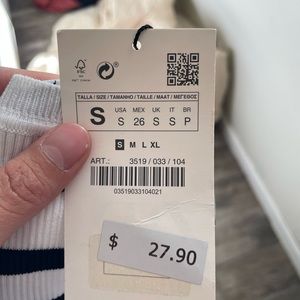 FSC
TALLA / SIZE / TAMANHO / TAILLE / MAAT / ΜΕΓΕΘΟΣ
S
USA MEX UK IT BR
S 26 S S P
S M L XL
ART.: 3519 / 033 / 104
03519033104021
$ 27.90